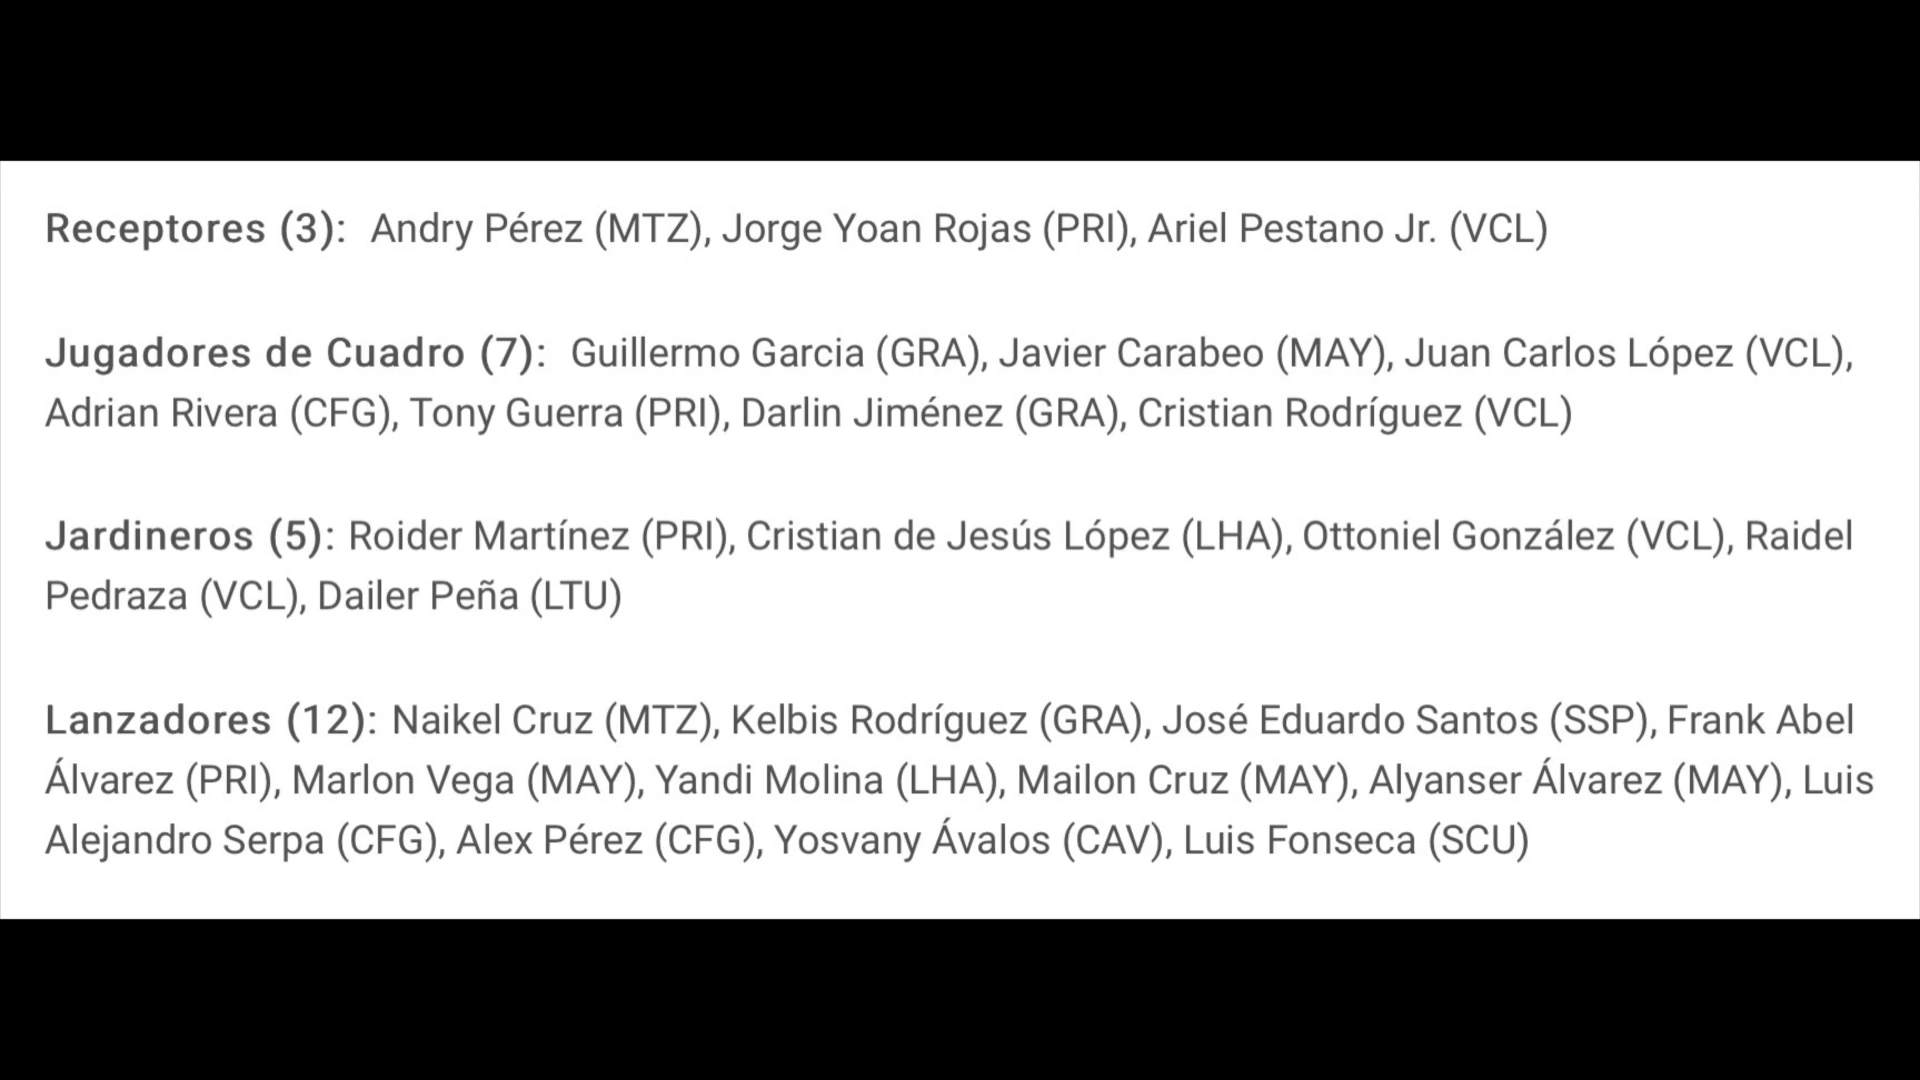 Receptores (3): Andry Pérez (MTZ), Jorge Yoan Rojas (PRI), Ariel Pestano Jr. (VCL)
Jugadores de Cuadro (7): Guillermo Garcia (GRA), Javier Carabeo (MAY), Juan Carlos López (VCL),
Adrian Rivera (CFG), Tony Guerra (PRI), Darlin Jiménez (GRA), Cristian Rodríguez (VCL)
Jardineros (5): Roider Martínez (PRI), Cristian de Jesús López (LHA), Ottoniel González (VCL), Raidel
Pedraza (VCL), Dailer Peña (LTU)
Lanzadores (12): Naikel Cruz (MTZ), Kelbis Rodríguez (GRA), José Eduardo Santos (SSP), Frank Abel
Álvarez (PRI), Marlon Vega (MAY), Yandi Molina (LHA), Mailon Cruz (MAY), Alyanser Álvarez (MAY), Luis
Alejandro Serpa (CFG), Alex Pérez (CFG), Yosvany Ávalos (CAV), Luis Fonseca (SCU)